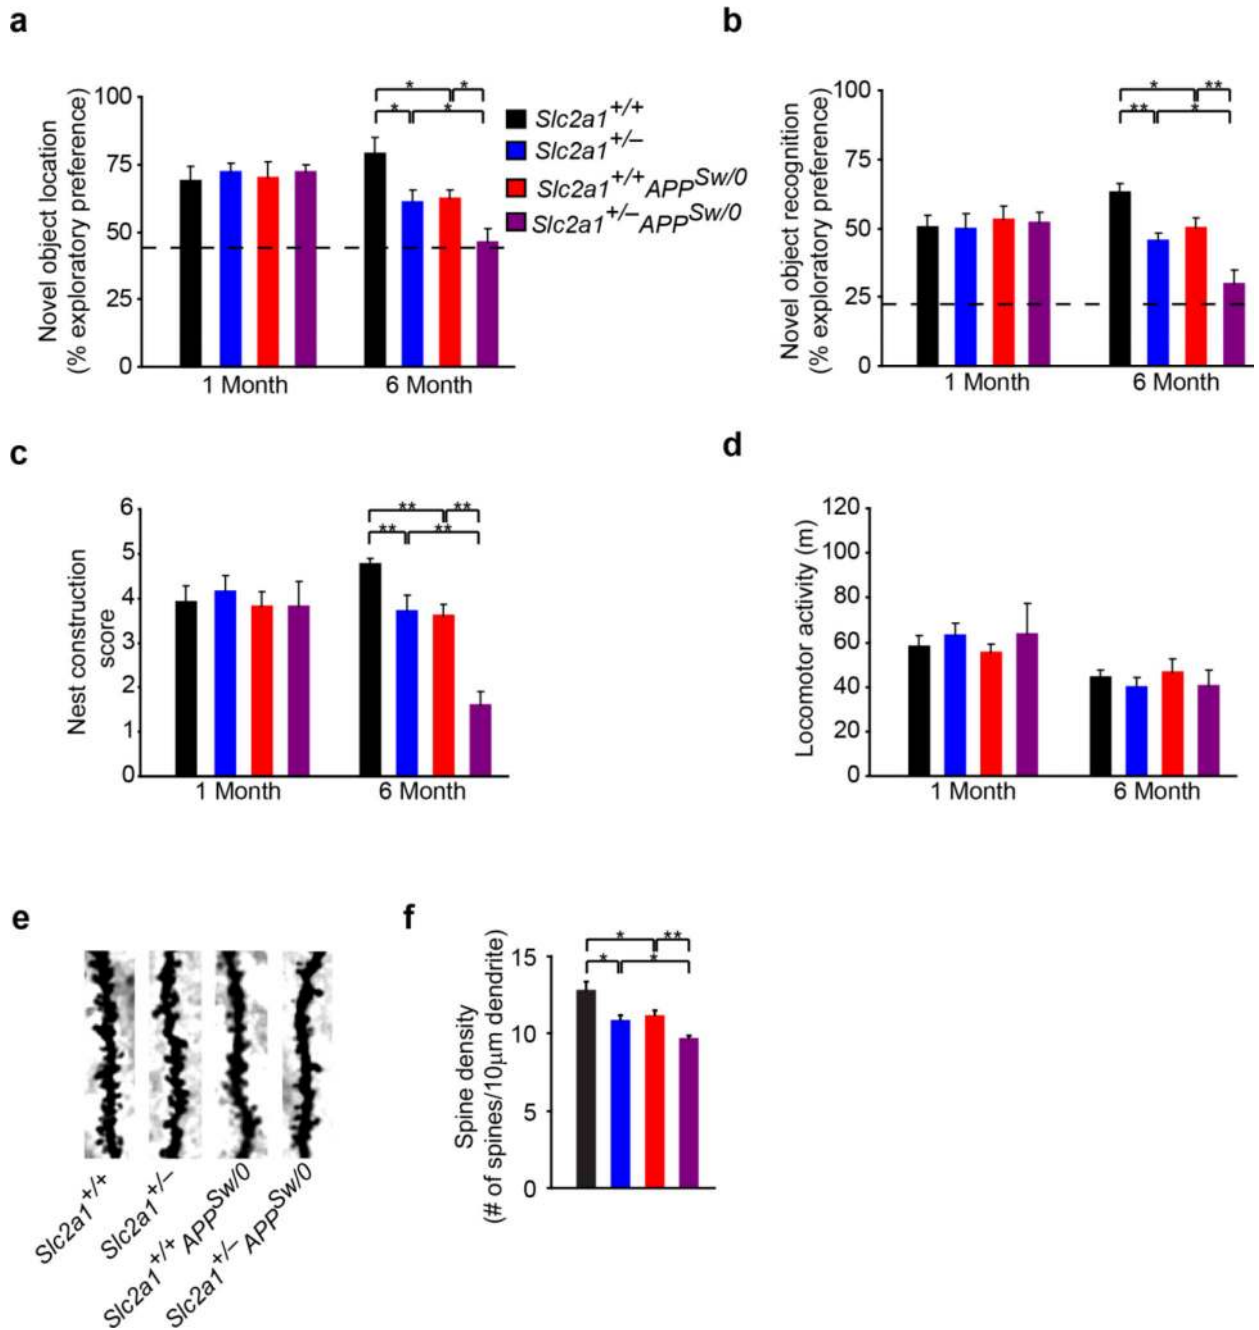 a
Novel object location
(% exploratory preference)
100
75
50
25
0
1 Month
6 Month
* *
* *
Slc2a1+/+
Slc2a1+/–
Slc2a1+/+APPSw/0
Slc2a1+/–APPSw/0
b
Novel object recognition
(% exploratory preference)
100
75
50
25
0
1 Month
6 Month
* **
** *
c
Nest construction
score
6
5
4
3
2
1
0
1 Month
6 Month
** **
** **
d
Locomotor activity (m)
120
100
80
60
40
20
0
1 Month
6 Month
e
Slc2a1+/+
Slc2a1+/–
Slc2a1+/+APPSw/0
Slc2a1+/–APPSw/0
f
Spine density
(# of spines/10μm dendrite)
15
10
5
0
* **
* *